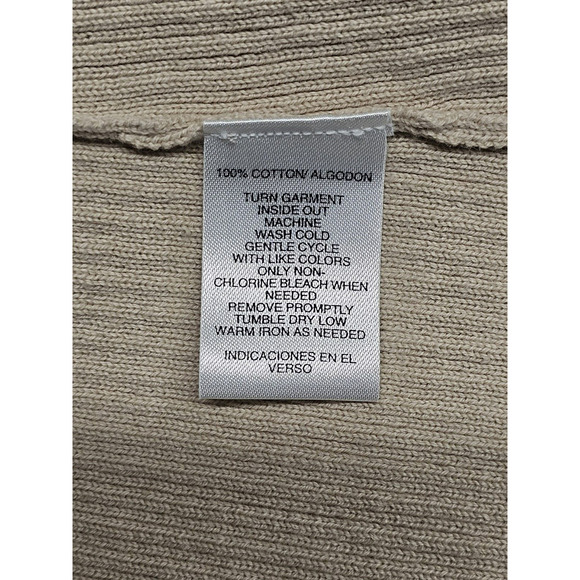 100% COTTON/ ALGODON
TURN GARMENT
INSIDE OUT
MACHINE
WASH COLD
GENTLE CYCLE
WITH LIKE COLORS
ONLY NON-
CHLORINE BLEACH WHEN
NEEDED
REMOVE PROMPTLY
TUMBLE DRY LOW
WARM IRON AS NEEDED
INDICACIONES EN EL
VERSO